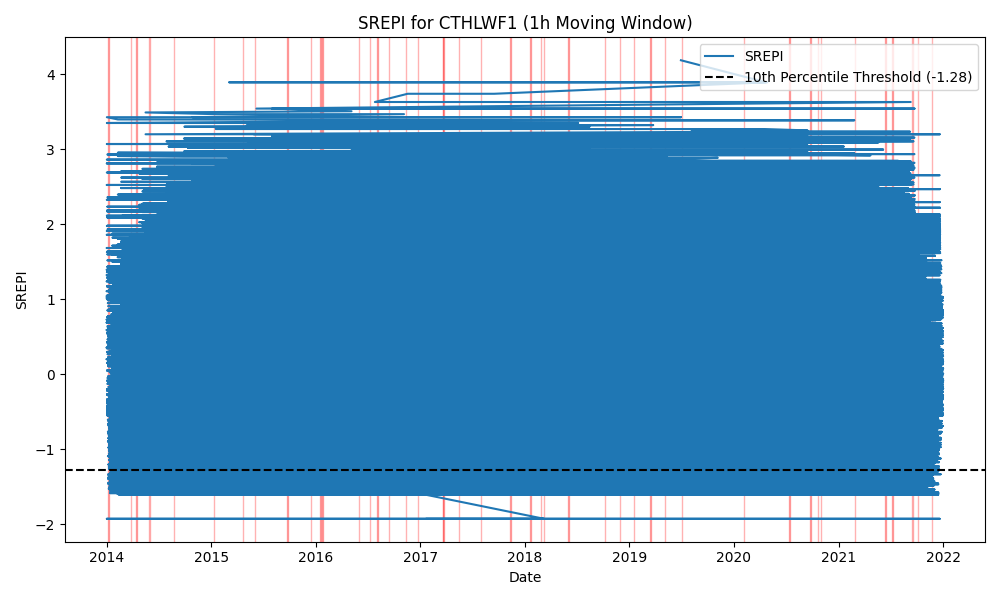 SREPI for CTHLWF1 (1h Moving Window)
SREPI
10th Percentile Threshold (-1.28)
SREPI
4
3
2
1
0
−1
−2
2014 2015 2016 2017 2018 2019 2020 2021 2022
Date